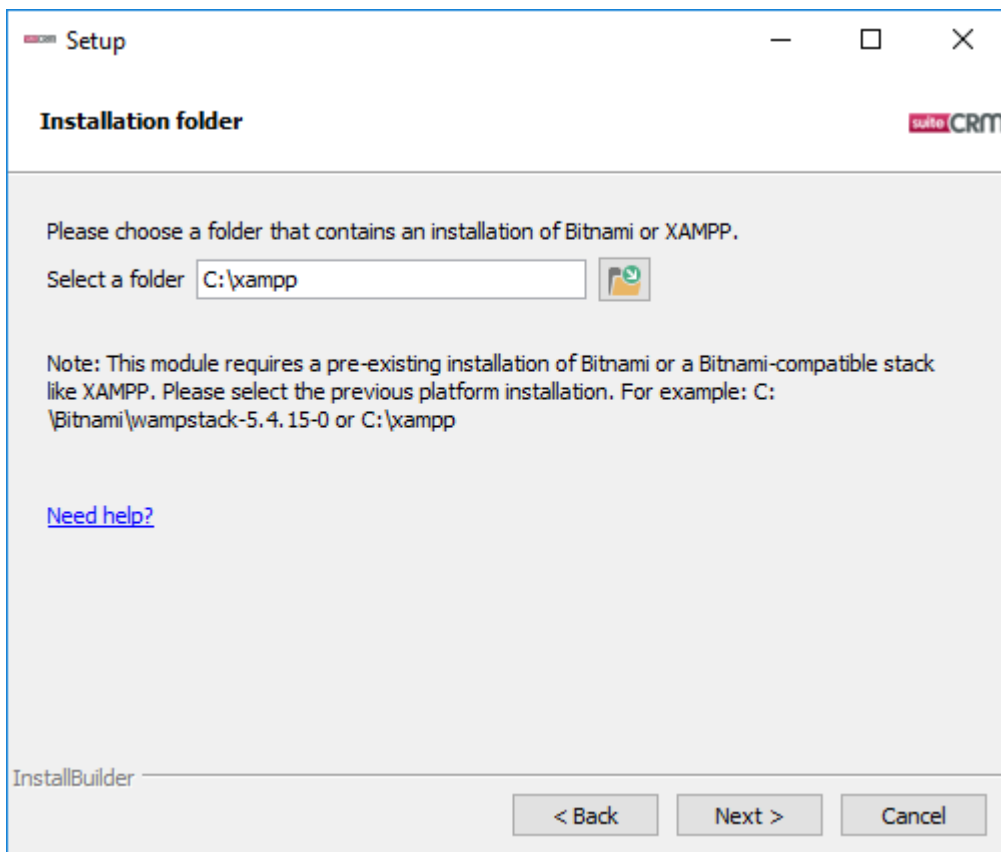 Setup
Installation folder
suite CRM
Please choose a folder that contains an installation of Bitnami or XAMPP.
Select a folder C:\xampp
Note: This module requires a pre-existing installation of Bitnami or a Bitnami-compatible stack
like XAMPP. Please select the previous platform installation. For example: C:
\Bitnami\wampstack-5.4.15-0 or C:\xampp
Need help?
InstallBuilder
< Back Next > Cancel